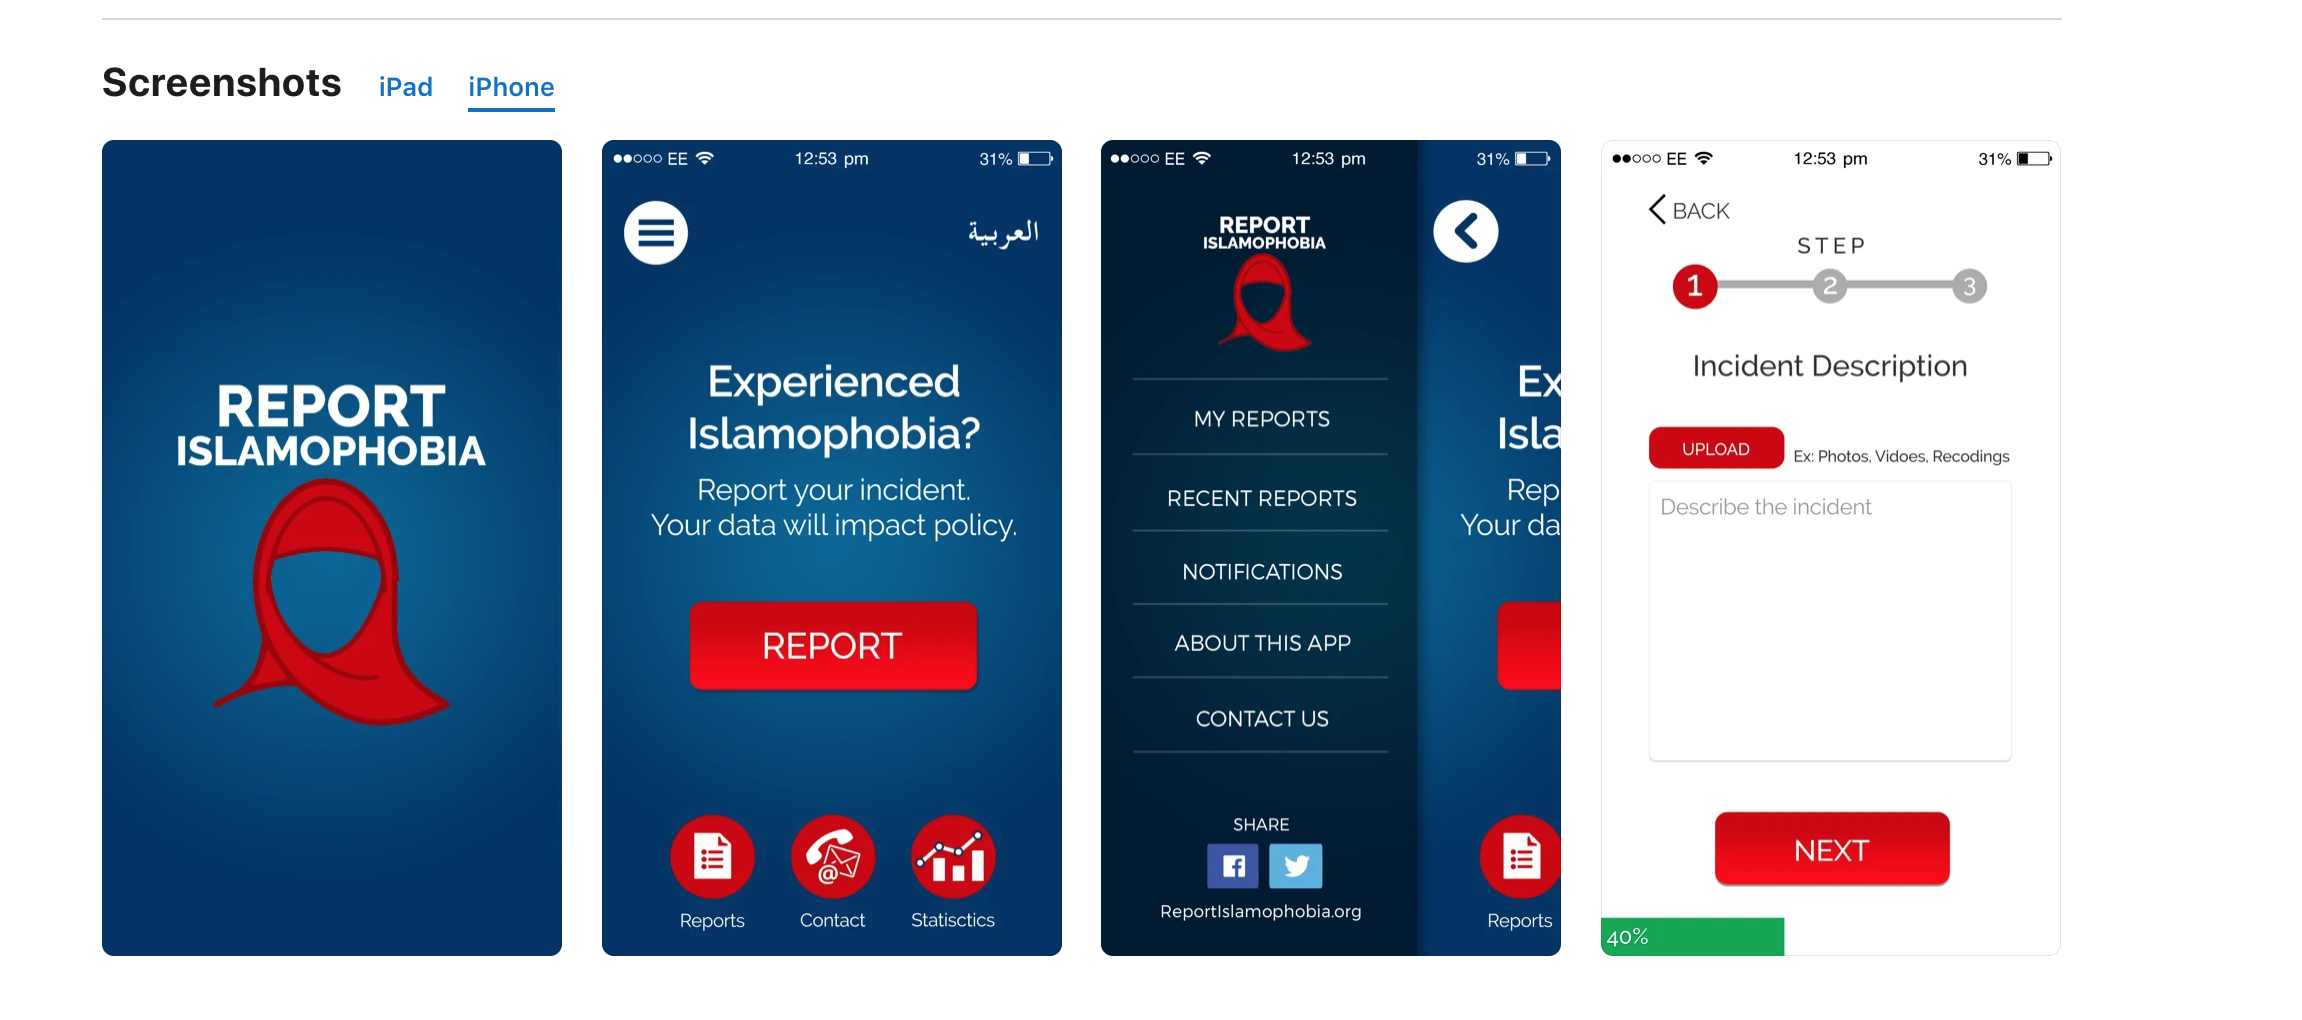 Screenshots iPad iPhone
REPORT
ISLAMOPHOBIA
EE 12:53 pm 31%
العربية
Experienced
Islamophobia?
Report your incident.
Your data will impact policy.
REPORT
Reports Contact Statisctics
EE 12:53 pm 31%
REPORT
ISLAMOPHOBIA
MY REPORTS
RECENT REPORTS
NOTIFICATIONS
ABOUT THIS APP
CONTACT US
SHARE
ReportIslamophobia.org
Ex
Isla
Rep
Your da
Reports
EE 12:53 pm 31%
BACK
STEP
1 2 3
Incident Description
UPLOAD Ex: Photos, Vidoes, Recodings
Describe the incident
NEXT
40%